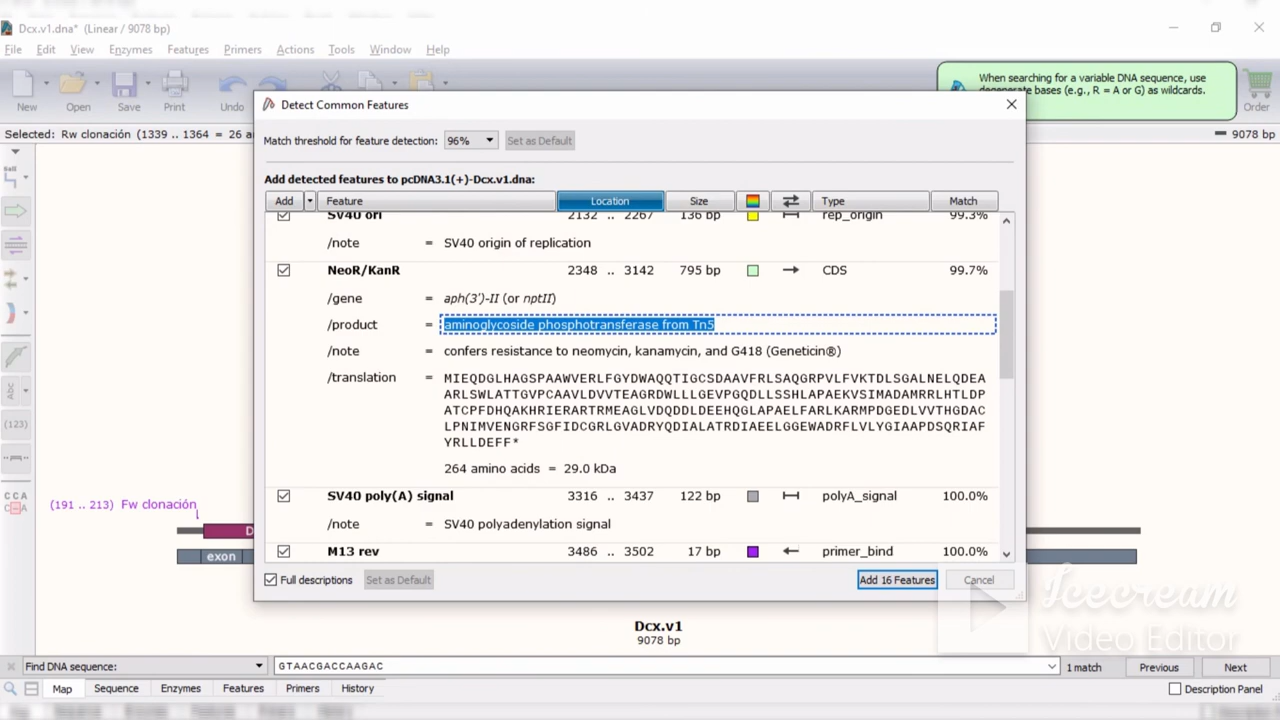 Dcx.v1.dna* (Linear / 9078 bp)
File Edit View Enzymes Features Primers Actions Tools Window Help
When searching for a variable DNA sequence, use
degenerate bases (e.g., R = A or G) as wildcards.
New Open Save Print Undo Order
Detect Common Features
Selected: Rw clonación (1339 .. 1364 = 26 9078 bp
Match threshold for feature detection: 96% Set as Default
Add detected features to pcDNA3.1(+)-Dcx.v1.dna:
Add Feature Location Size Type Match
SV40 ori 2132 .. 2267 136 bp rep_origin 99.3%
/note = SV40 origin of replication
NeoR/KanR 2348 .. 3142 795 bp CDS 99.7%
/gene = aph(3')-II (or nptII)
/product = aminoglycoside phosphotransferase from Tn5
/note = confers resistance to neomycin, kanamycin, and G418 (Geneticin®)
/translation = MIEQDGLHAGSPAAWVERLFGYDWAQQTIGCSDAAVFRLSAQGRPVLFVKTDLSGALNELQDEA
ARLSWLATTGVPCAAVLDVVTEAGRDWLLLGEVPGQDLLSSHLAPAEKVSIMADAMRRLHTLDP
ATCPFDHQAKHRIERARTRMEAGLVDQDDLDEEHQGLAPAELFARLKARMPDGEDLVVTHGDAC
LPNIMVENGRFSGFIDCGRLGVADRYQDIALATRDIAEELGGEWADRFLVLYGIAAPDSQRIAF
YRLLDEFF*
264 amino acids = 29.0 kDa
SV40 poly(A) signal 3316 .. 3437 122 bp polyA_signal 100.0%
(191 .. 213) Fw clonación
/note = SV40 polyadenylation signal
M13 rev 3486 .. 3502 17 bp primer_bind 100.0%
exon
Full descriptions Set as Default Add 16 Features Cancel
Icecream
Video Editor
Dcx.v1
9078 bp
Find DNA sequence: GTAACGACCAAGAC 1 match Previous Next
Map Sequence Enzymes Features Primers History Description Panel